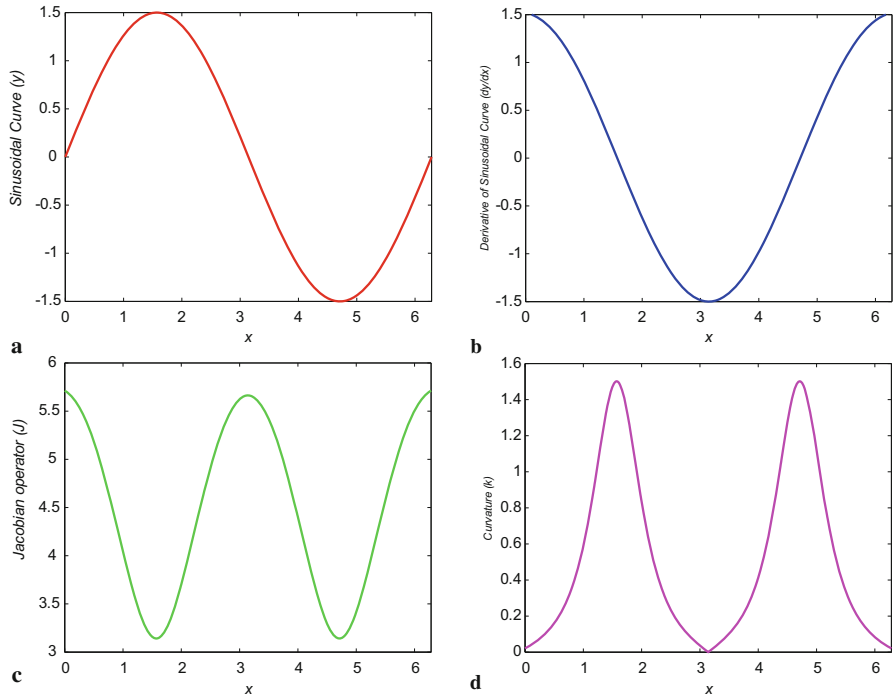 Sinusoidal Curve (y)
1.5
1
0.5
0
-0.5
-1
-1.5
0 1 2 3 4 5 6
x
a
Derivative of Sinusoidal Curve (dy/dx)
1.5
1
0.5
0
-0.5
-1
-1.5
0 1 2 3 4 5 6
x
b
Jacobian operator (J)
6
5.5
5
4.5
4
3.5
3
0 1 2 3 4 5 6
x
c
Curvature (k)
1.6
1.4
1.2
1
0.8
0.6
0.4
0.2
0
0 1 2 3 4 5 6
x
d